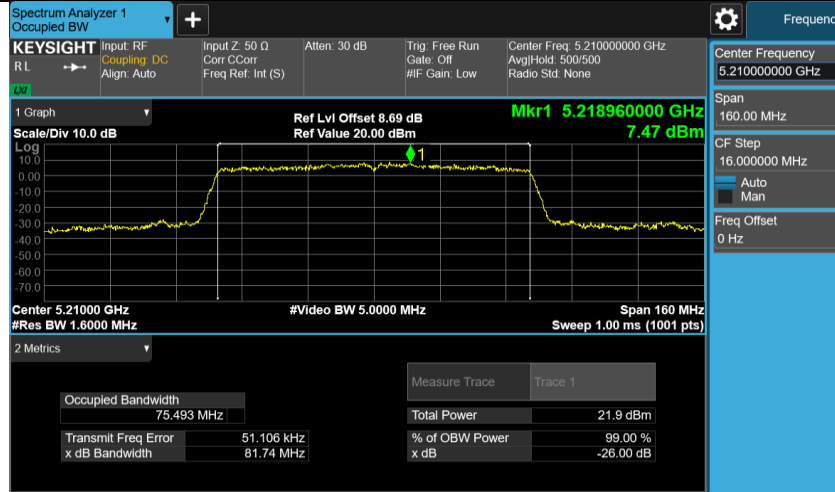 Spectrum Analyzer 1
Occupied BW
+
Frequenc
KEYSIGHT
R L
LXI
Input: RF
Coupling: DC
Align: Auto
Input Z: 50 Ω
Corr CCorr
Freq Ref: Int (S)
Atten: 30 dB
Trig: Free Run
Gate: Off
#IF Gain: Low
Center Freq: 5.210000000 GHz
Avg|Hold: 500/500
Radio Std: None
Center Frequency
5.210000000 GHz
Span
160.00 MHz
CF Step
16.000000 MHz
Auto
Man
Freq Offset
0 Hz
1 Graph
Scale/Div 10.0 dB
Ref Lvl Offset 8.69 dB
Ref Value 20.00 dBm
Mkr1 5.218960000 GHz
7.47 dBm
Log
10.0
0.00
-10.0
-20.0
-30.0
-40.0
-50.0
-60.0
-70.0
1
Center 5.21000 GHz
#Res BW 1.6000 MHz
#Video BW 5.0000 MHz
Span 160 MHz
Sweep 1.00 ms (1001 pts)
2 Metrics
Measure Trace Trace 1
Occupied Bandwidth
75.493 MHz
Total Power 21.9 dBm
Transmit Freq Error 51.106 kHz
x dB Bandwidth 81.74 MHz
% of OBW Power 99.00 %
x dB -26.00 dB